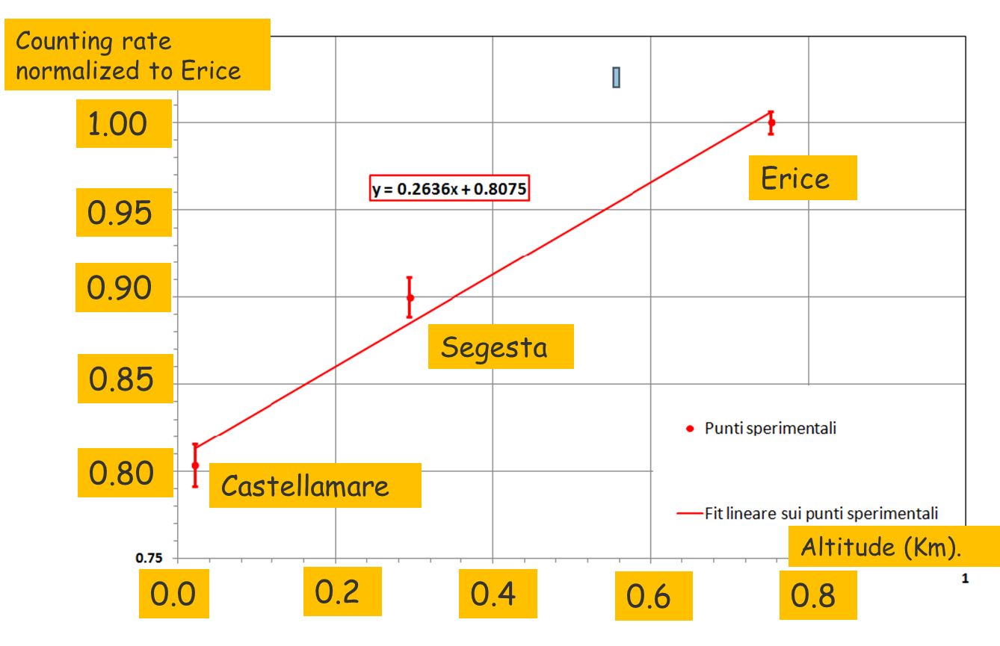 Counting rate
normalized to Erice
1.00
0.95
0.90
0.85
0.80
0.75
y = 0.2636x + 0.8075
Erice
Segesta
Castellamare
Punti sperimentali
Fit lineare sui punti sperimentali
Altitude (Km).
0.0
0.2
0.4
0.6
0.8
1